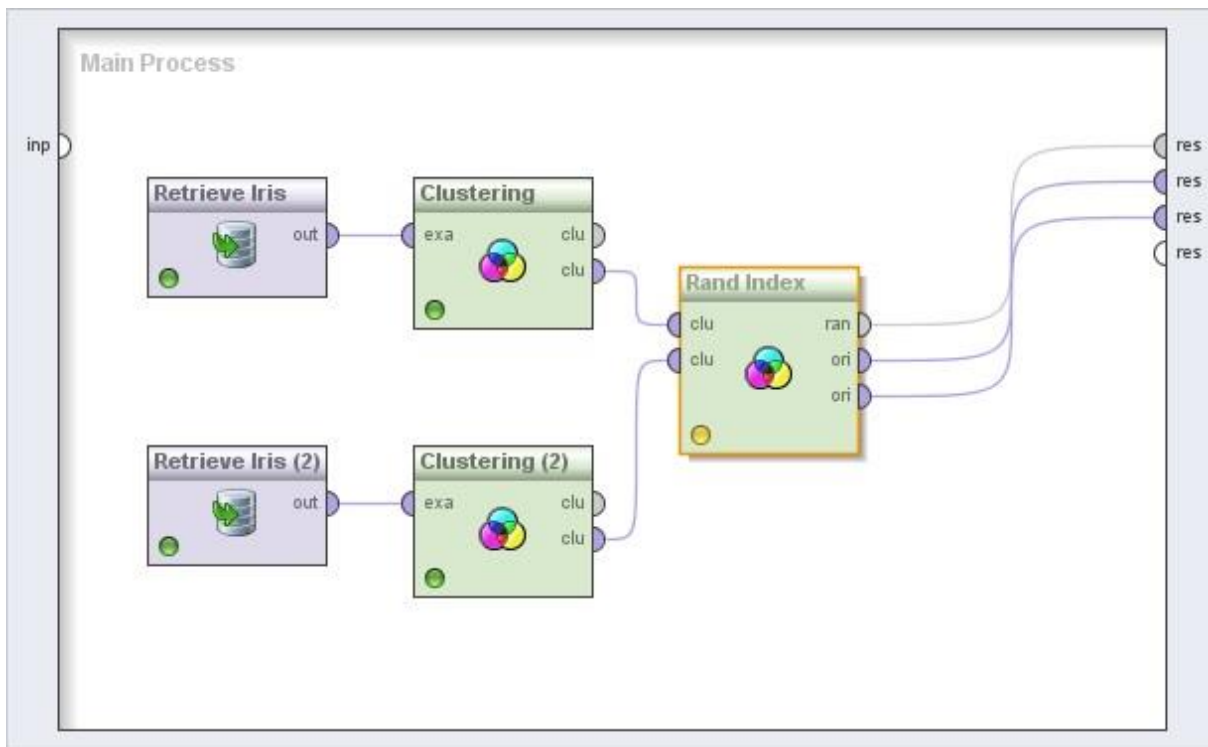 Main Process
inp
res
res
res
res
Retrieve Iris
out
Clustering
exa
clu
clu
Rand Index
clu
clu
ran
ori
ori
Retrieve Iris (2)
out
Clustering (2)
exa
clu
clu